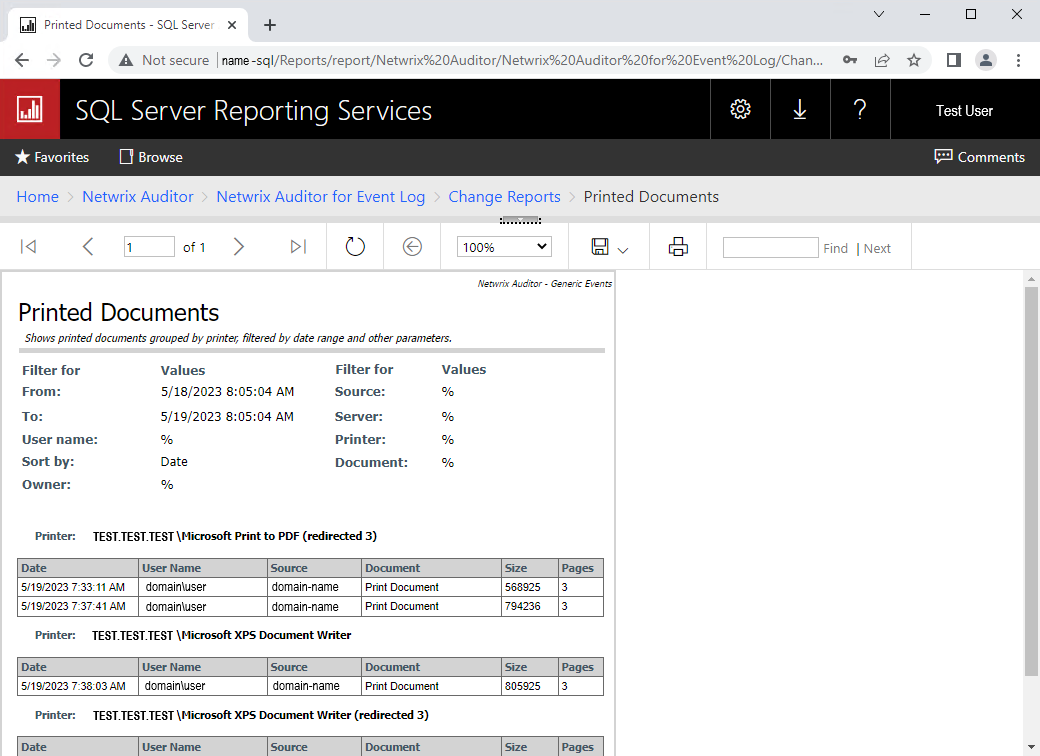 Printed Documents - SQL Server
Not secure name-sql/Reports/report/Netwrix%20Auditor/Netwrix%20Auditor%20for%20Event%20Log/Chan...
SQL Server Reporting Services
? Test User
Favorites Browse Comments
Home > Netwrix Auditor > Netwrix Auditor for Event Log > Change Reports > Printed Documents
1 of 1 100% Find | Next
Netwrix Auditor - Generic Events
Printed Documents
Shows printed documents grouped by printer, filtered by date range and other parameters.
Filter for Values Filter for Values
From: 5/18/2023 8:05:04 AM Source: %
To: 5/19/2023 8:05:04 AM Server: %
User name: % Printer: %
Sort by: Date Document: %
Owner: %
Printer: TEST.TEST.TEST \Microsoft Print to PDF (redirected 3)
Date User Name Source Document Size Pages
5/19/2023 7:33:11 AM domain\user domain-name Print Document 568925 3
5/19/2023 7:37:41 AM domain\user domain-name Print Document 794236 3
Printer: TEST.TEST.TEST \Microsoft XPS Document Writer
Date User Name Source Document Size Pages
5/19/2023 7:38:03 AM domain\user domain-name Print Document 805925 3
Printer: TEST.TEST.TEST \Microsoft XPS Document Writer (redirected 3)
Date User Name Source Document Size Pages